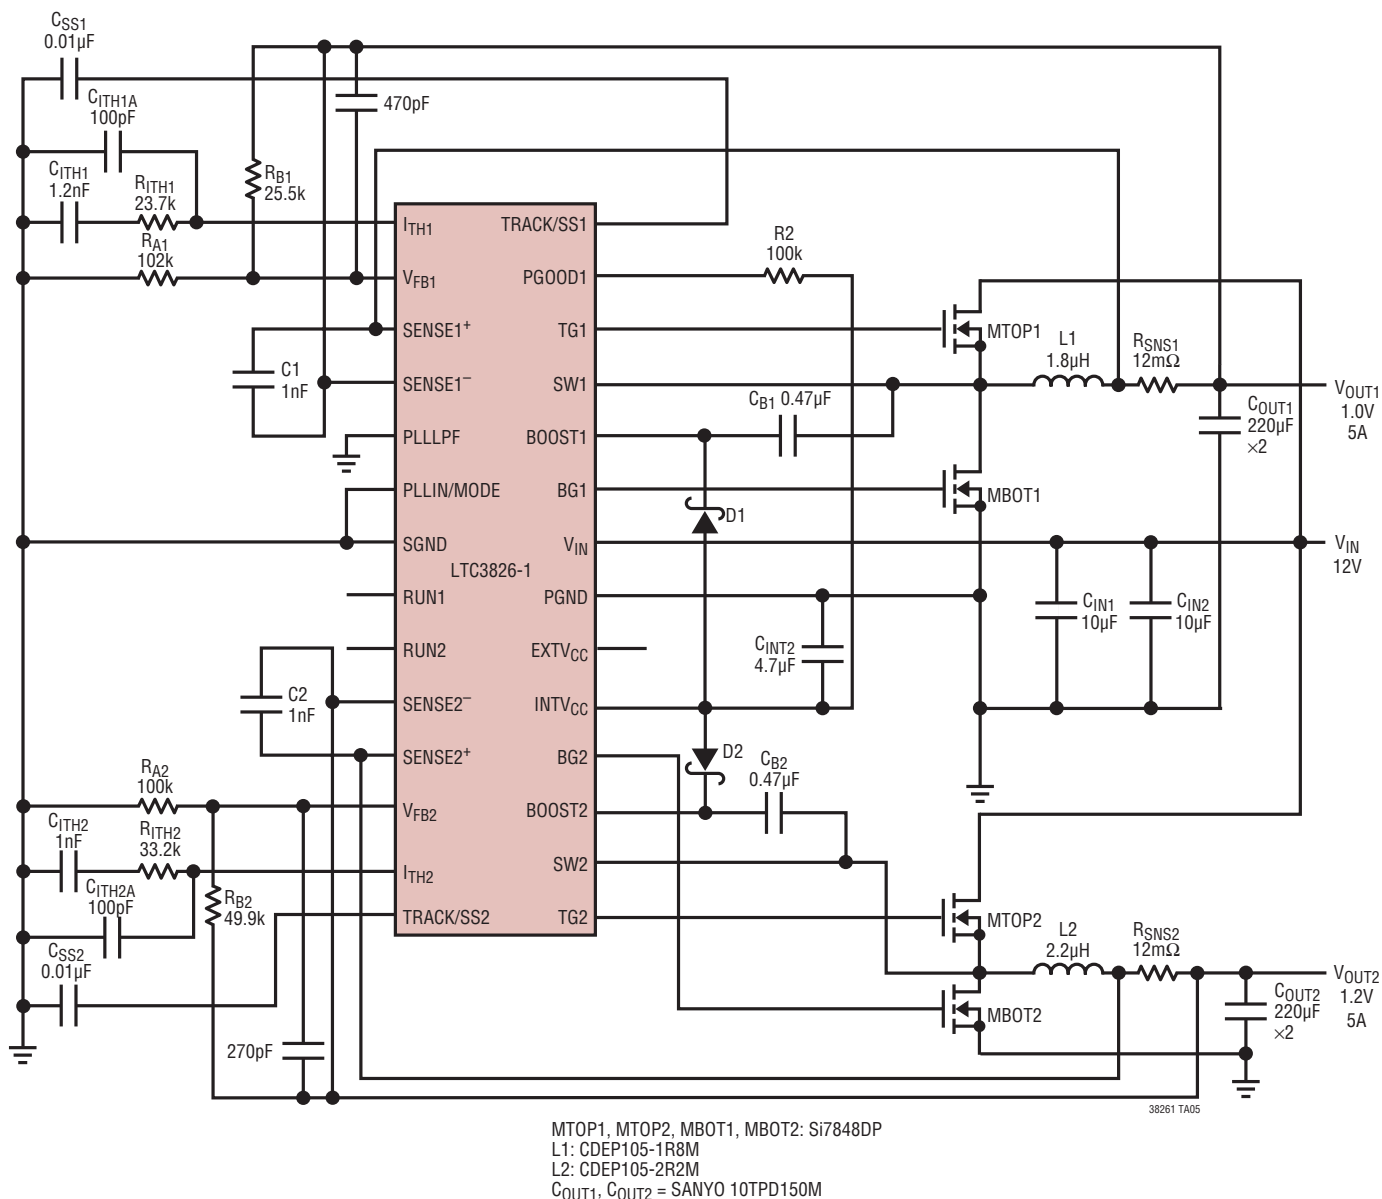 CSS1
0.01µF
CITH1A
100pF
470pF
CITH1
1.2nF
RITH1
23.7k
RB1
25.5k
RA1
102k
ITH1
TRACK/SS1
VFB1
PGOOD1
R2
100k
SENSE1+
TG1
MTOP1
C1
1nF
SENSE1–
SW1
L1
1.8µH
RSNS1
12mΩ
VOUT1
1.0V
5A
CB1 0.47µF
COUT1
220µF
×2
PLLLPF
BOOST1
PLLIN/MODE
BG1
MBOT1
D1
SGND
VIN
VIN
12V
LTC3826-1
RUN1
PGND
CIN1
10µF
CIN2
10µF
RUN2
EXTVCC
CINT2
4.7µF
C2
1nF
SENSE2–
INTVCC
SENSE2+
BG2
D2
CB2
0.47µF
RA2
100k
VFB2
BOOST2
CITH2
1nF
RITH2
33.2k
ITH2
SW2
CITH2A
100pF
RB2
49.9k
TRACK/SS2
TG2
MTOP2
CSS2
0.01µF
L2
2.2µH
RSNS2
12mΩ
VOUT2
1.2V
5A
COUT2
220µF
×2
MBOT2
270pF
38261 TA05
MTOP1, MTOP2, MBOT1, MBOT2: Si7848DP
L1: CDEP105-1R8M
L2: CDEP105-2R2M
COUT1, COUT2 = SANYO 10TPD150M